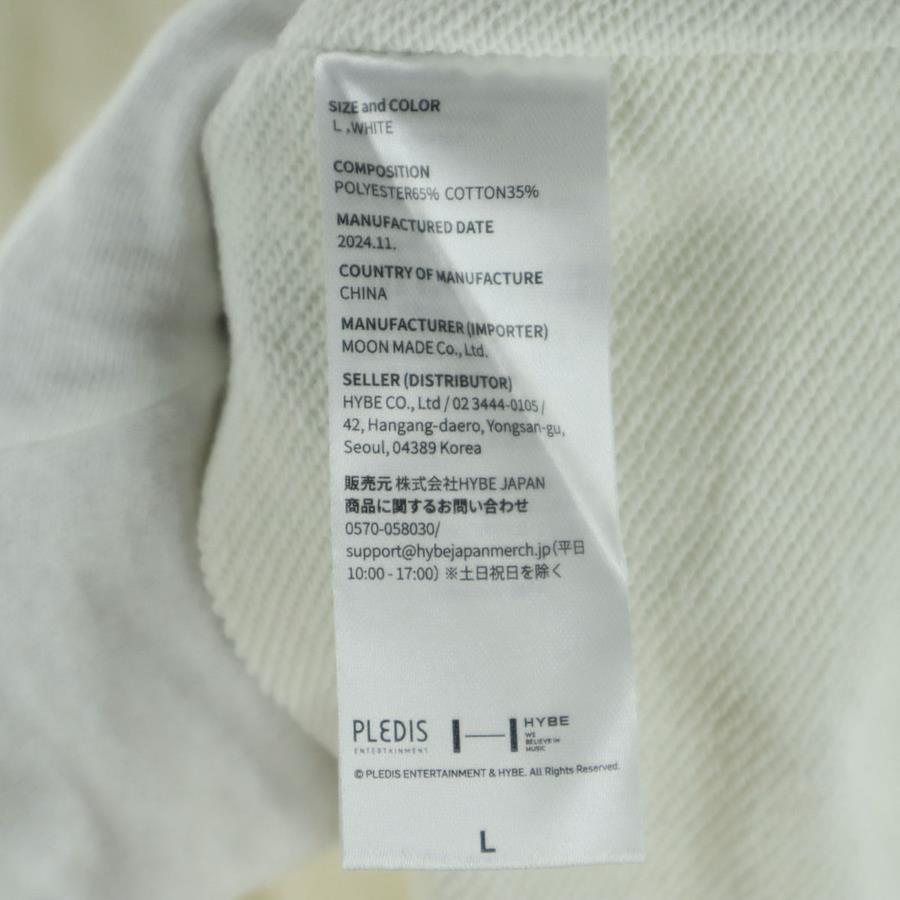 SIZE and COLOR
L ,WHITE
COMPOSITION
POLYESTER65% COTTON35%
MANUFACTURED DATE
2024.11.
COUNTRY OF MANUFACTURE
CHINA
MANUFACTURER (IMPORTER)
MOON MADE Co., Ltd.
SELLER (DISTRIBUTOR)
HYBE CO., Ltd / 02 3444-0105 /
42, Hangang-daero, Yongsan-gu,
Seoul, 04389 Korea
販売元 株式会社HYBE JAPAN
商品に関するお問い合わせ
0570-058030/
support@hybejapanmerch.jp (平日
10:00 - 17:00) ※土日祝日を除く
PLEDIS
ENTERTAINMENT
HYBE
WE
BELIEVE IN
MUSIC
© PLEDIS ENTERTAINMENT & HYBE. All Rights Reserved.
L